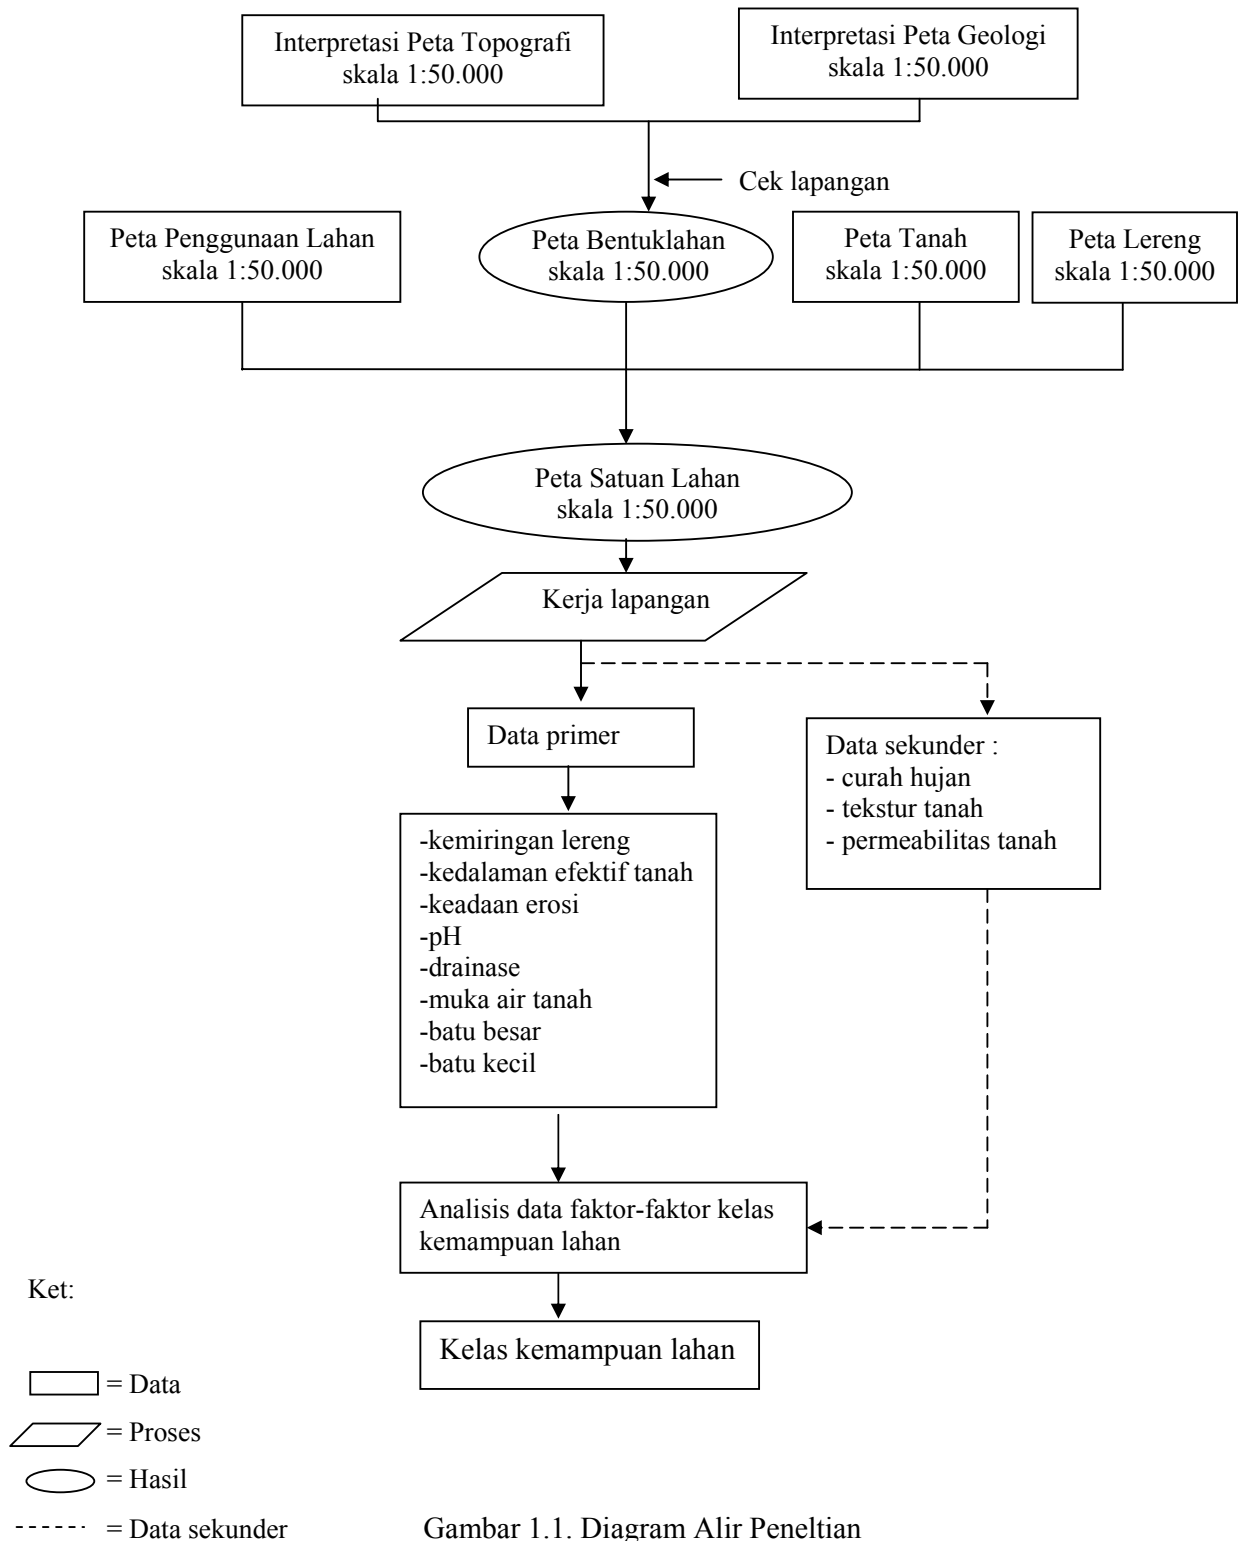 Interpretasi Peta Topografi
skala 1:50.000
Interpretasi Peta Geologi
skala 1:50.000
Cek lapangan
Peta Penggunaan Lahan
skala 1:50.000
Peta Bentuklahan
skala 1:50.000
Peta Tanah
skala 1:50.000
Peta Lereng
skala 1:50.000
Peta Satuan Lahan
skala 1:50.000
Kerja lapangan
Data primer
Data sekunder :
- curah hujan
- tekstur tanah
- permeabilitas tanah
-kemiringan lereng
-kedalaman efektif tanah
-keadaan erosi
-pH
-drainase
-muka air tanah
-batu besar
-batu kecil
Analisis data faktor-faktor kelas
kemampuan lahan
Kelas kemampuan lahan
Ket:
= Data
= Proses
= Hasil
= Data sekunder
Gambar 1.1. Diagram Alir Peneltian